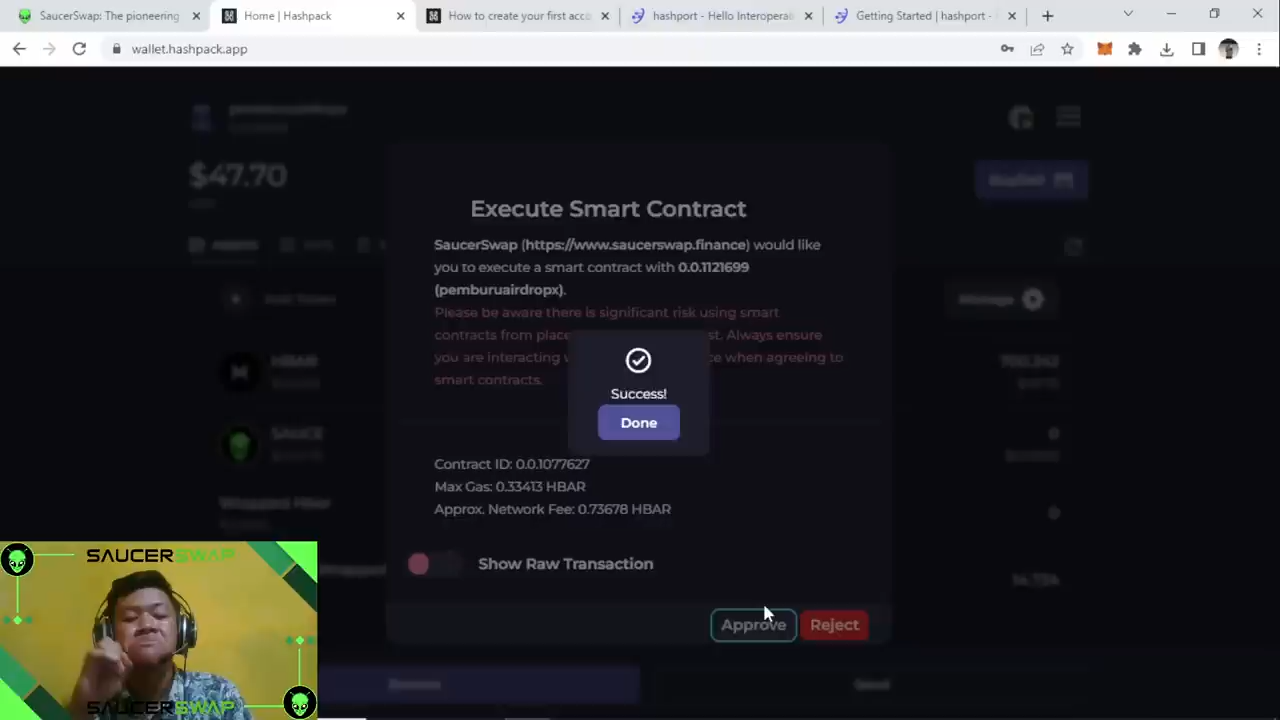 SaucerSwap: The pioneering
Home | Hashpack
How to create your first acc
hashport - Hello Interopera
Getting Started | hashport -
wallet.hashpack.app
$47.70
Execute Smart Contract
SaucerSwap (https://www.saucerswap.finance) would like
you to execute a smart contract with 0.0.1121699
(pemburuairdropx).
Please be aware there is significant risk using smart
contracts from st. Always ensure
you are interacting ce when agreeing to
smart contracts.
Success!
Done
Contract ID: 0.0.1077627
Max Gas: 0.33413 HBAR
Approx. Network Fee: 0.73678 HBAR
Show Raw Transaction
Approve
Reject
Manage
HBAR
SAUCE
SAUCERSWAP
SAUCERSWAP